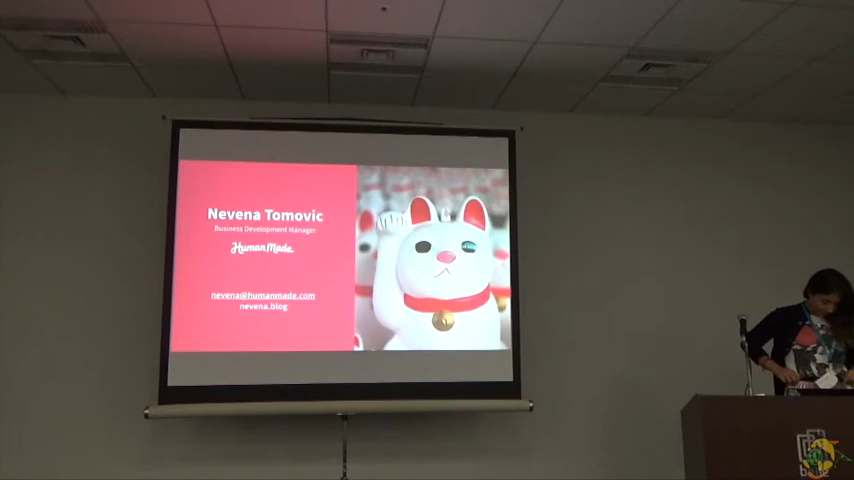 Nevena Tomovic
Business Development Manager
Human Made
nevena@humanmade.com
nevena.blog